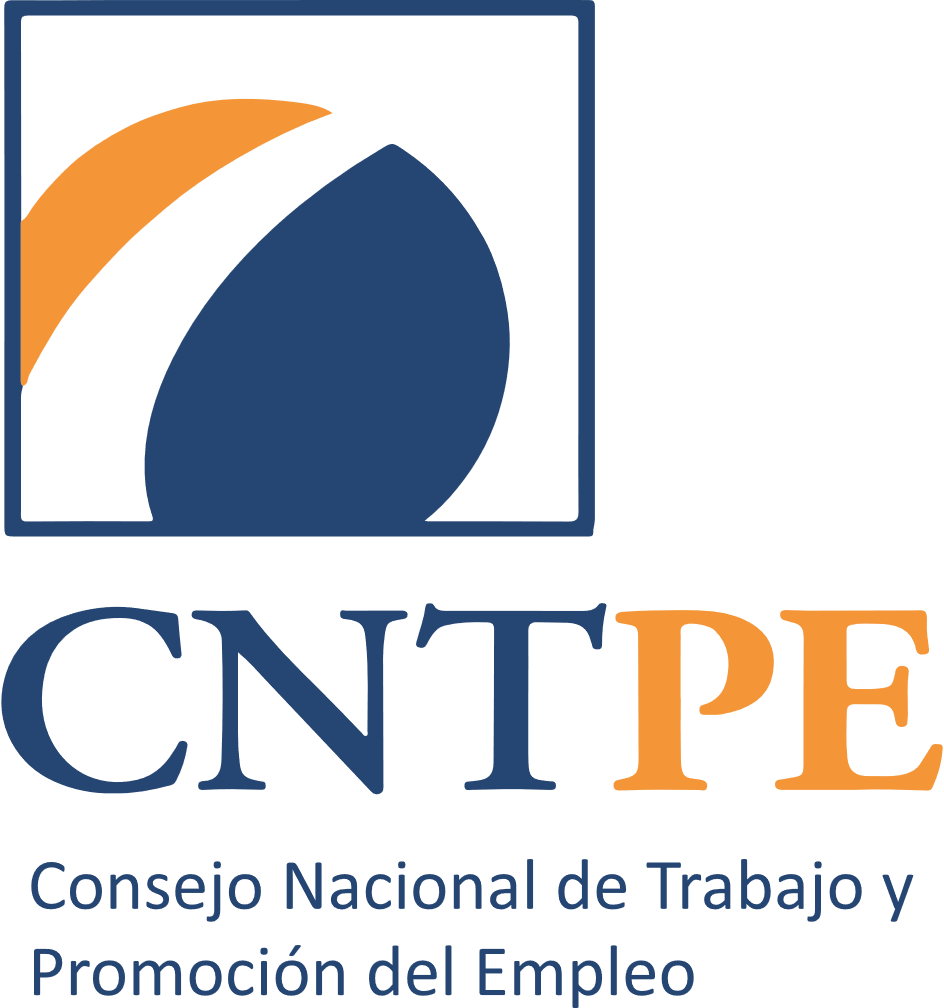 CNTPE
Consejo Nacional de Trabajo y
Promoción del Empleo